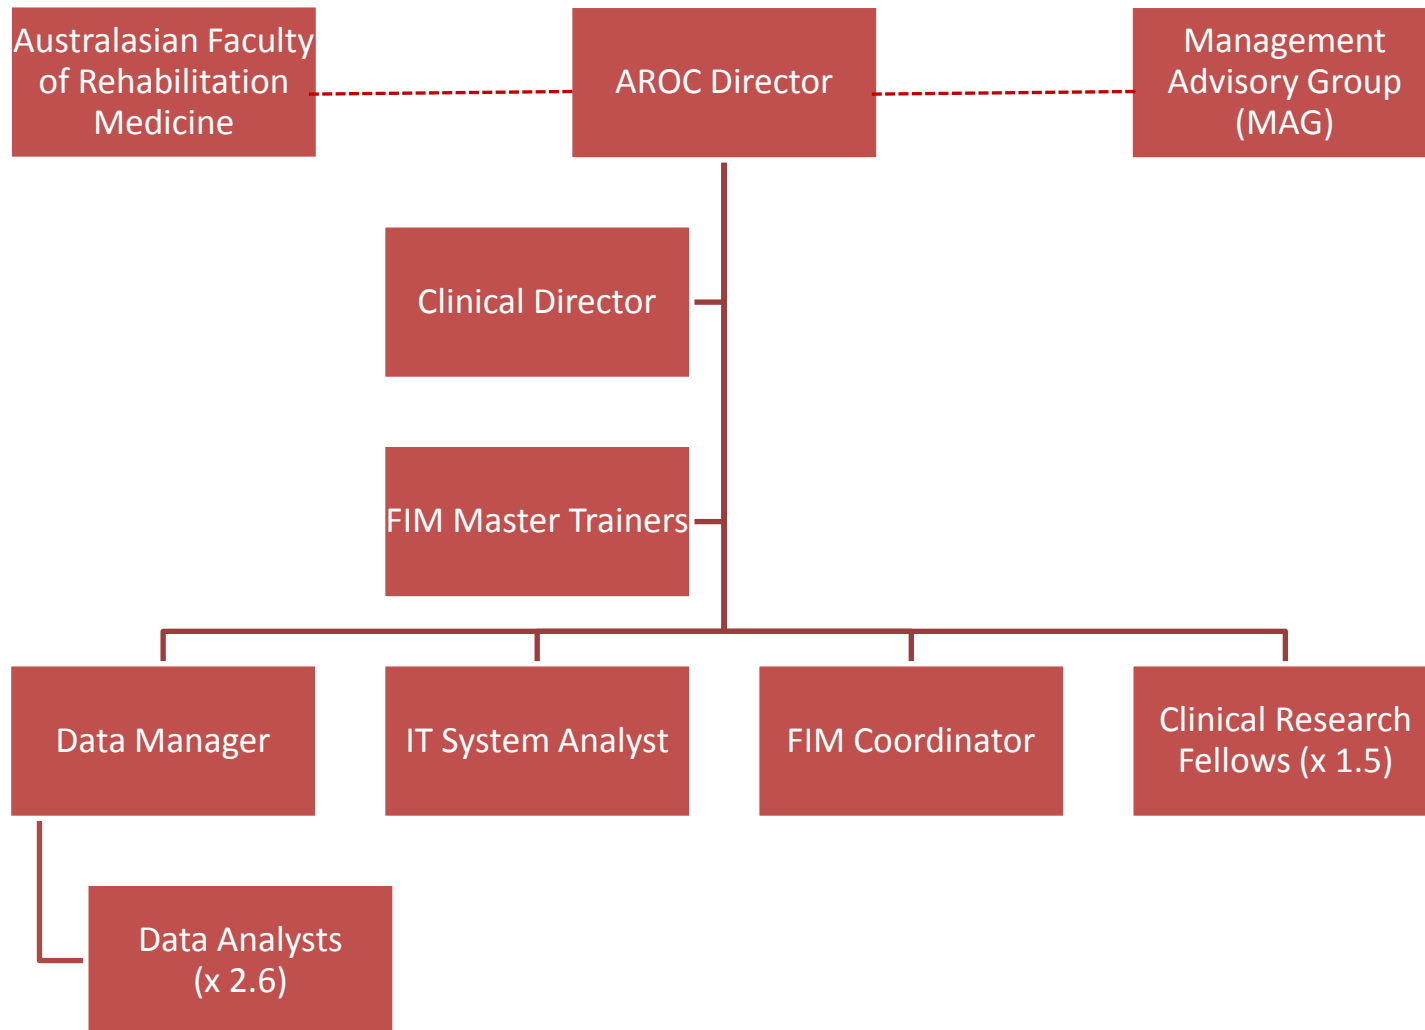 Australasian Faculty
of Rehabilitation
Medicine
AROC Director
Management
Advisory Group
(MAG)
Clinical Director
FIM Master Trainers
Data Manager
IT System Analyst
FIM Coordinator
Clinical Research
Fellows (x 1.5)
Data Analysts
(x 2.6)